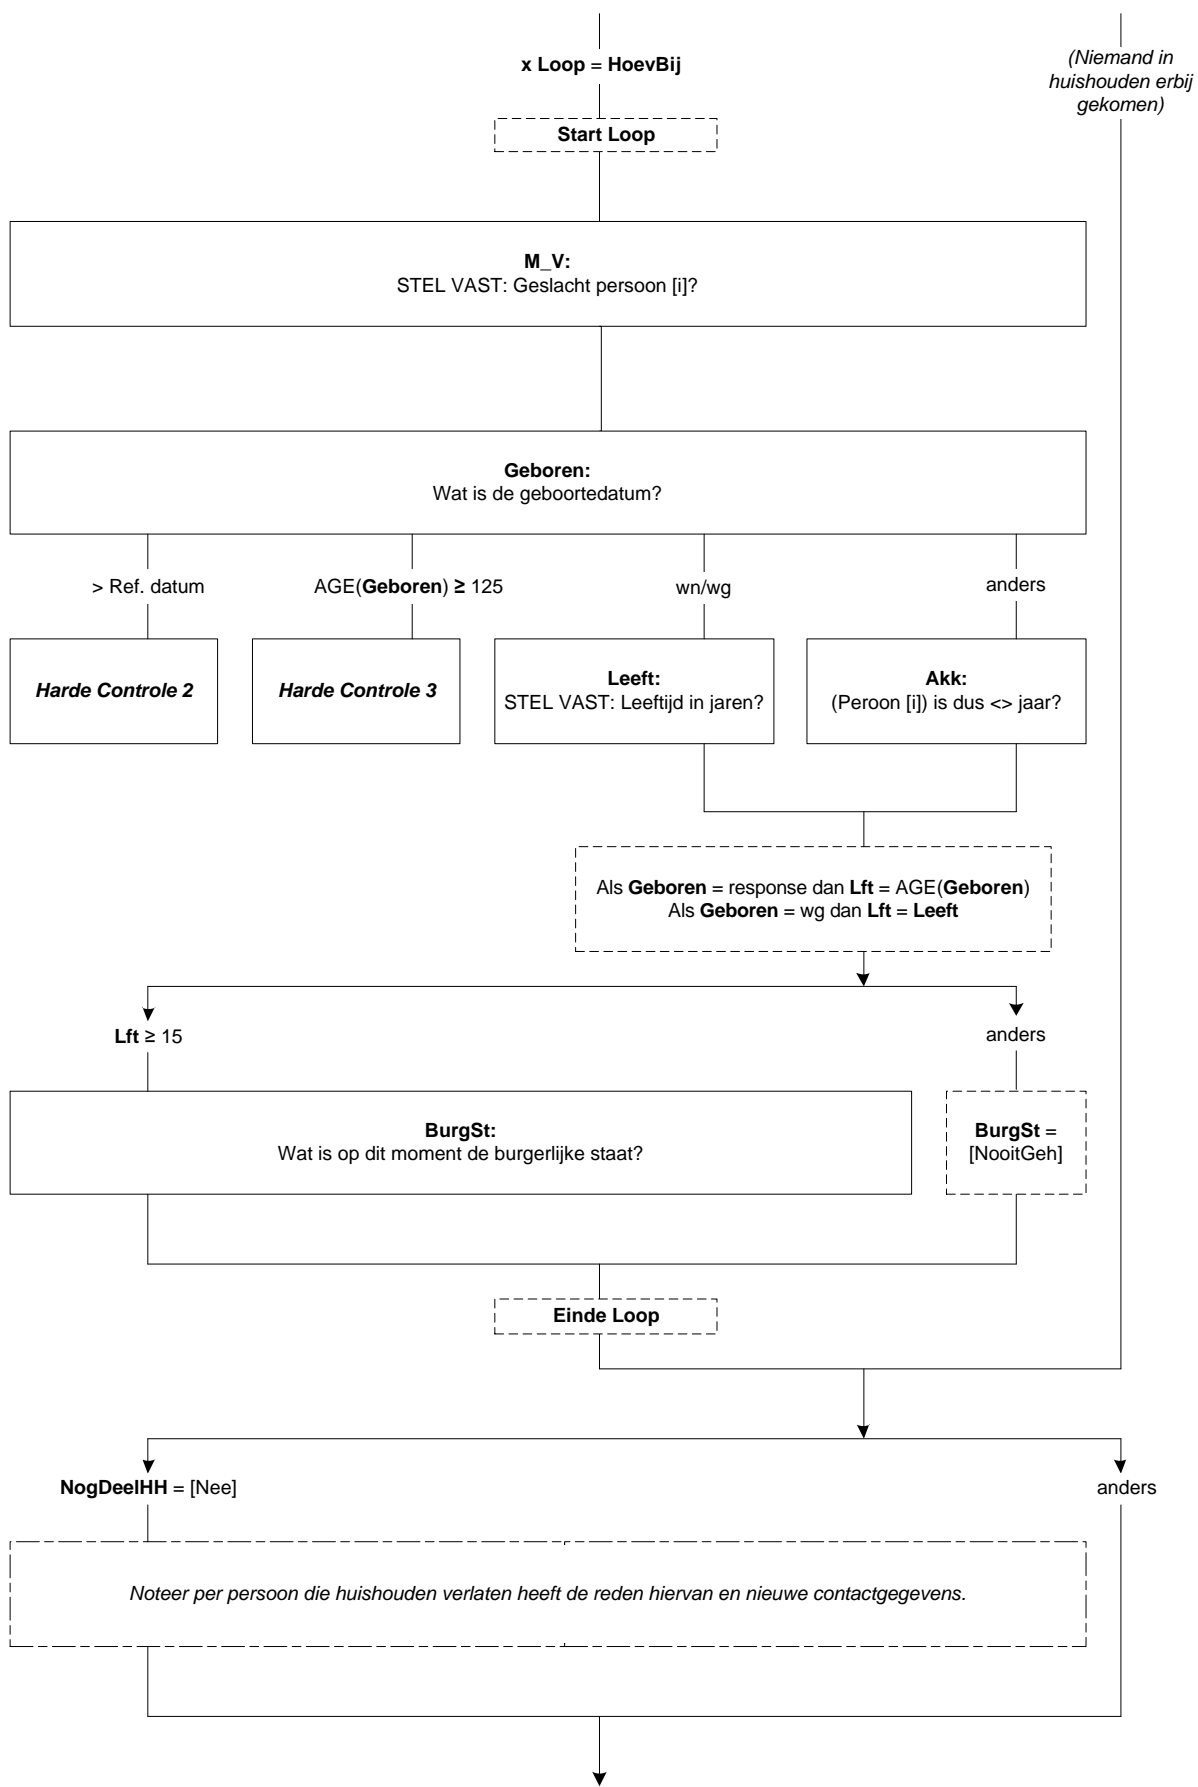 x Loop = HoevBij
(Niemand in
huishouden erbij
gekomen)
Start Loop
M_V:
STEL VAST: Geslacht persoon [i]?
Geboren:
Wat is de geboortedatum?
> Ref. datum
AGE(Geboren) ≥ 125
wn/wg
anders
Harde Controle 2
Harde Controle 3
Leeft:
STEL VAST: Leeftijd in jaren?
Akk:
(Peroon [i]) is dus <> jaar?
Als Geboren = response dan Lft = AGE(Geboren)
Als Geboren = wg dan Lft = Leeft
Lft ≥ 15
anders
BurgSt:
Wat is op dit moment de burgerlijke staat?
BurgSt =
[NooitGeh]
Einde Loop
NogDeelHH = [Nee]
anders
Noteer per persoon die huishouden verlaten heeft de reden hiervan en nieuwe contactgegevens.